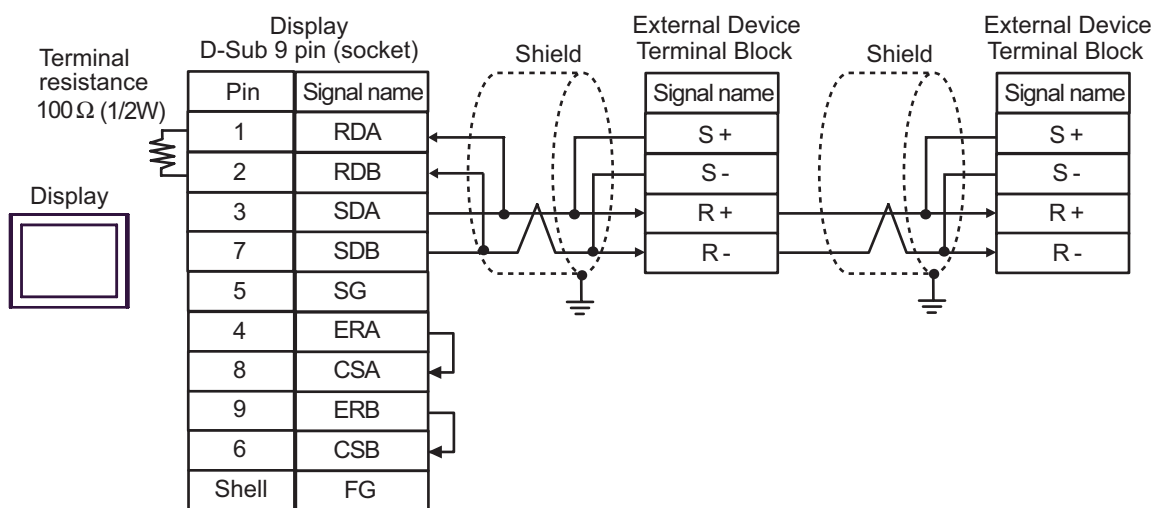 Display
D-Sub 9 pin (socket)
Terminal
resistance
100Ω (1/2W)
Display
Pin Signal name
1 RDA
2 RDB
3 SDA
7 SDB
5 SG
4 ERA
8 CSA
9 ERB
6 CSB
Shell FG
Shield
External Device
Terminal Block
Signal name
S +
S -
R +
R -
Shield
External Device
Terminal Block
Signal name
S +
S -
R +
R -